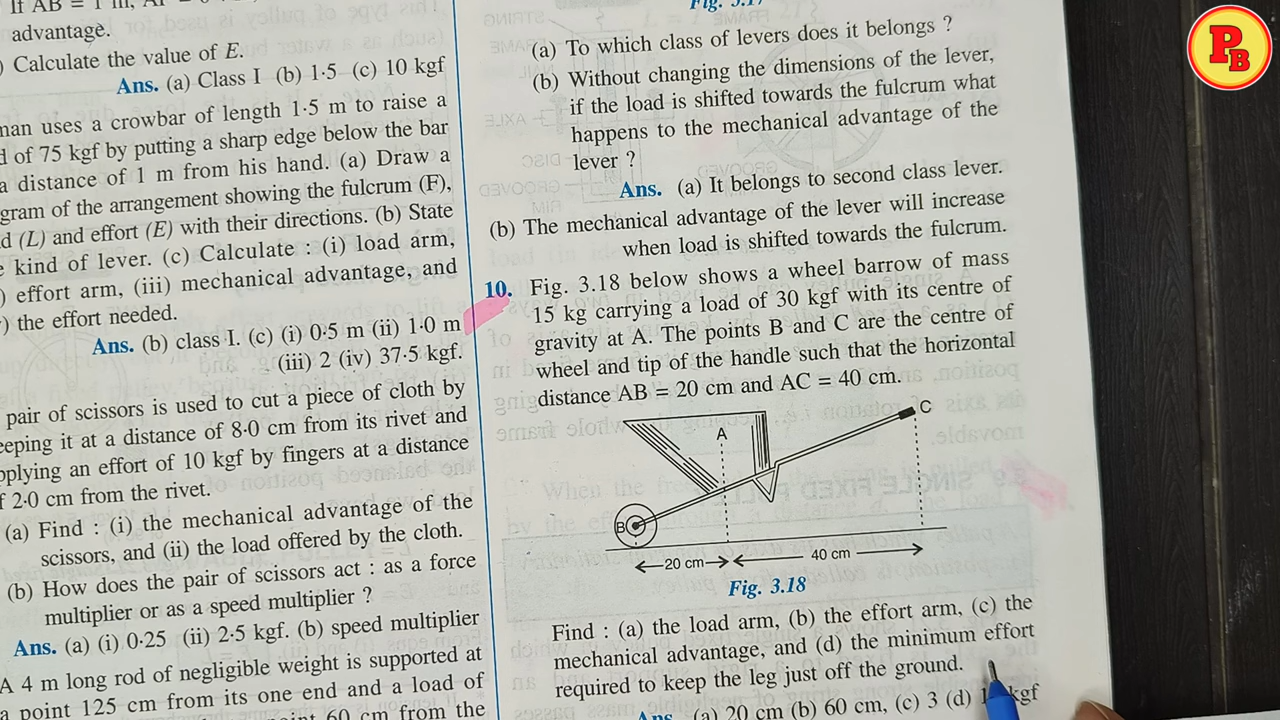 If AB = 1 m,
advantage.
) Calculate the value of E.
Ans. (a) Class I (b) 1·5 (c) 10 kgf
man uses a crowbar of length 1·5 m to raise a
of 75 kgf by putting a sharp edge below the bar
a distance of 1 m from his hand. (a) Draw a
gram of the arrangement showing the fulcrum (F),
d (L) and effort (E) with their directions. (b) State
e kind of lever. (c) Calculate : (i) load arm,
) effort arm, (iii) mechanical advantage, and
) the effort needed.
Ans. (b) class I. (c) (i) 0·5 m (ii) 1·0 m
(iii) 2 (iv) 37·5 kgf.
pair of scissors is used to cut a piece of cloth by
eeping it at a distance of 8·0 cm from its rivet and
pplying an effort of 10 kgf by fingers at a distance
f 2·0 cm from the rivet.
(a) Find : (i) the mechanical advantage of the
scissors, and (ii) the load offered by the cloth.
(b) How does the pair of scissors act : as a force
multiplier or as a speed multiplier ?
Ans. (a) (i) 0·25 (ii) 2·5 kgf. (b) speed multiplier
A 4 m long rod of negligible weight is supported at
a point 125 cm from its one end and a load of
60 cm from the
Fig. 3.17
(a) To which class of levers does it belongs ?
(b) Without changing the dimensions of the lever,
if the load is shifted towards the fulcrum what
happens to the mechanical advantage of the
lever ?
Ans. (a) It belongs to second class lever.
(b) The mechanical advantage of the lever will increase
when load is shifted towards the fulcrum.
10. Fig. 3.18 below shows a wheel barrow of mass
15 kg carrying a load of 30 kgf with its centre of
gravity at A. The points B and C are the centre of
wheel and tip of the handle such that the horizontal
distance AB = 20 cm and AC = 40 cm.
A
C
B
20 cm
40 cm
Fig. 3.18
Find : (a) the load arm, (b) the effort arm, (c) the
mechanical advantage, and (d) the minimum effort
required to keep the leg just off the ground.
Ans. (a) 20 cm (b) 60 cm, (c) 3 (d) kgf
PB